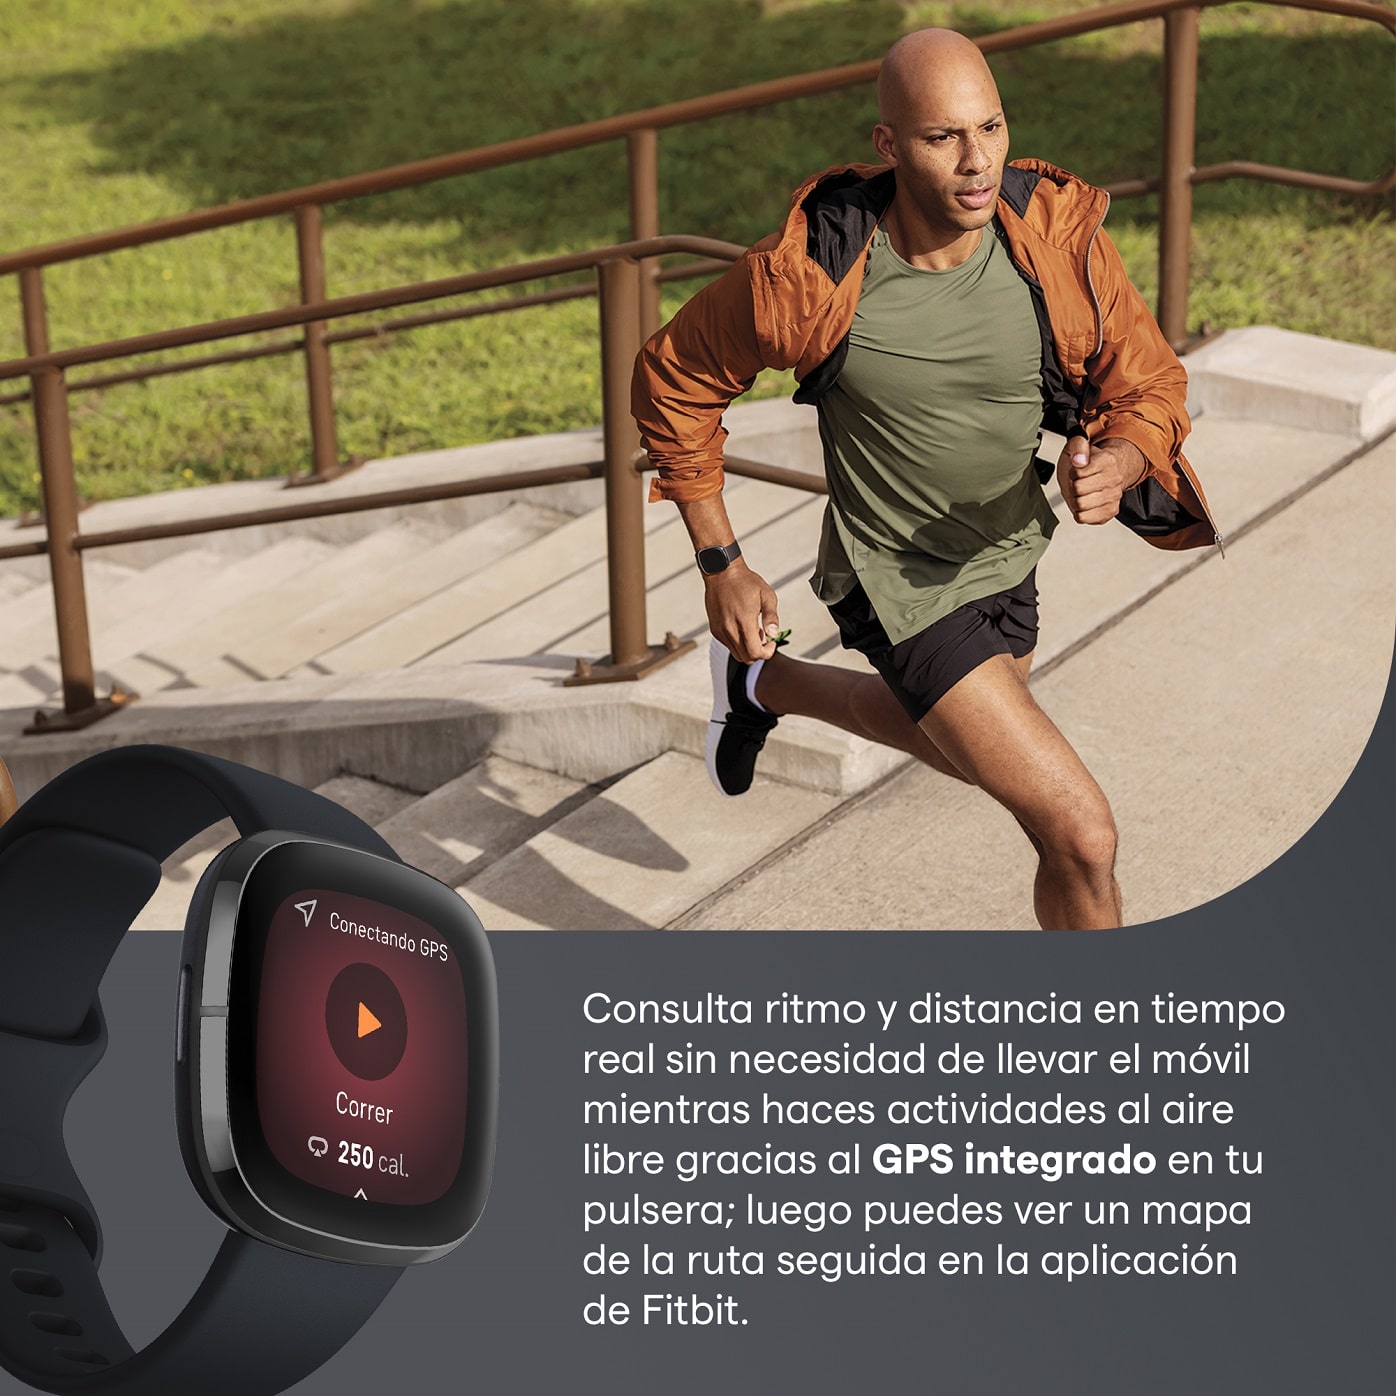 Conectando GPS
Correr
250 cal.
Consulta ritmo y distancia en tiempo
real sin necesidad de llevar el móvil
mientras haces actividades al aire
libre gracias al GPS integrado en tu
pulsera; luego puedes ver un mapa
de la ruta seguida en la aplicación
de Fitbit.